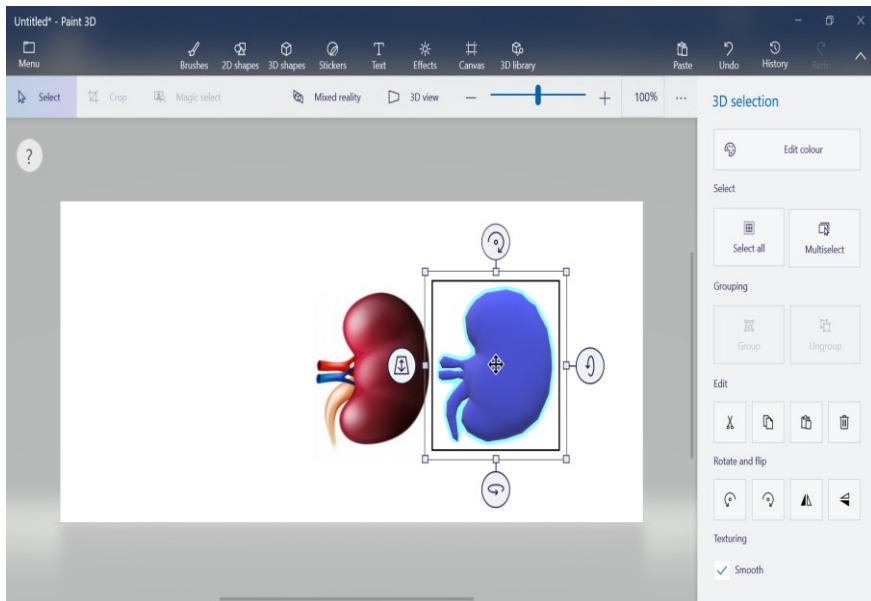 Untitled* - Paint 3D
Menu
Brushes 2D shapes 3D shapes Stickers Text Effects Canvas 3D library Paste Undo History Redo
Select Crop Magic select Mixed reality 3D view 100% ...
3D selection
?
Edit colour
Select
Select all Multiselect
Grouping
Group Ungroup
Edit
Rotate and flip
Texturing
Smooth